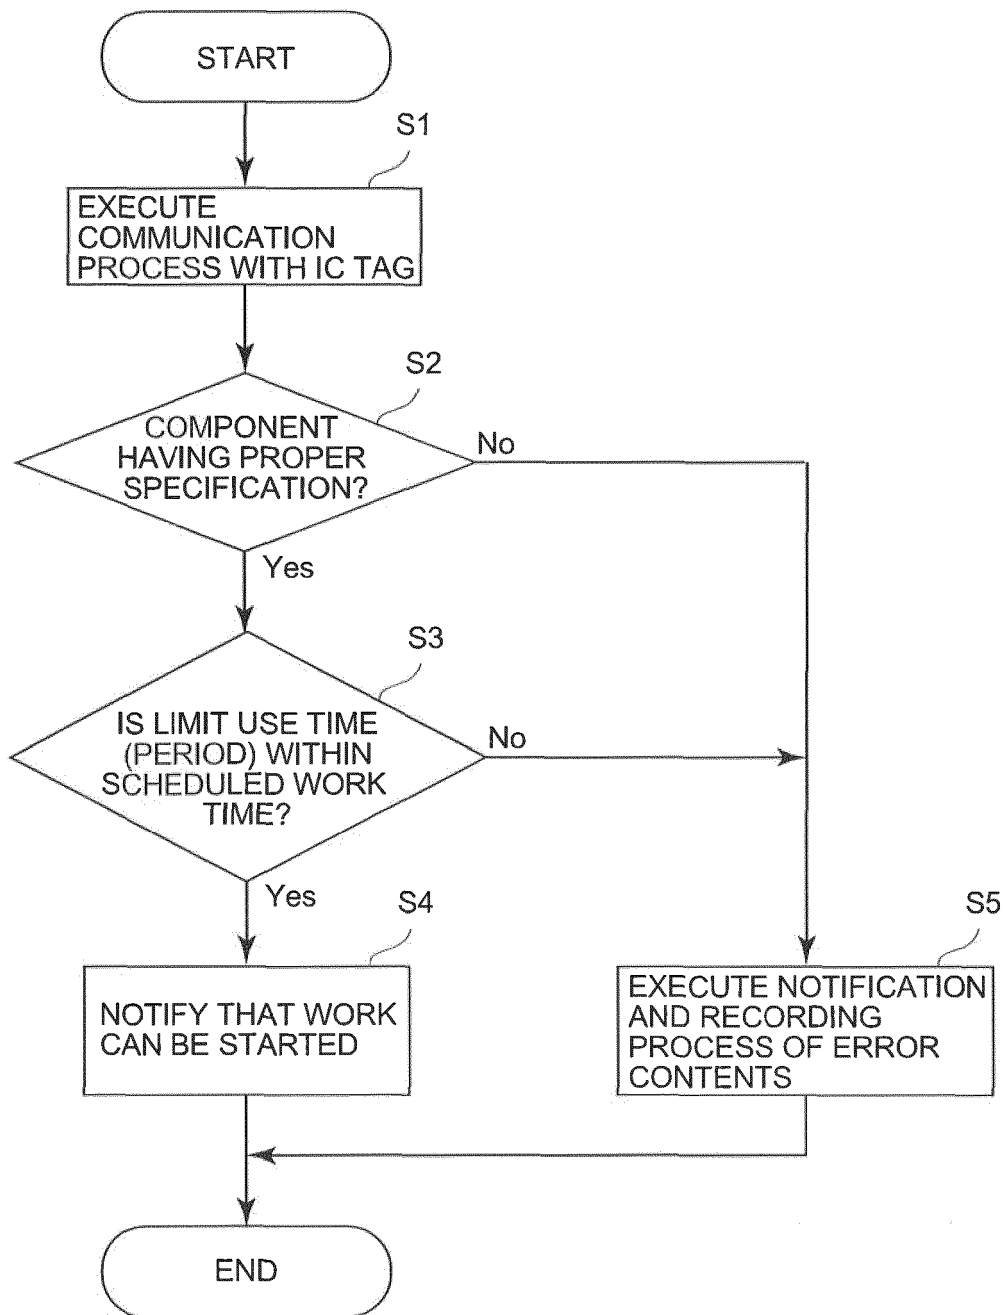 START
S1
EXECUTE
COMMUNICATION
PROCESS WITH IC TAG
S2
COMPONENT
HAVING PROPER
SPECIFICATION?
No
Yes
S3
IS LIMIT USE TIME
(PERIOD) WITHIN
SCHEDULED WORK
TIME?
No
Yes
S4
NOTIFY THAT WORK
CAN BE STARTED
S5
EXECUTE NOTIFICATION
AND RECORDING
PROCESS OF ERROR
CONTENTS
END